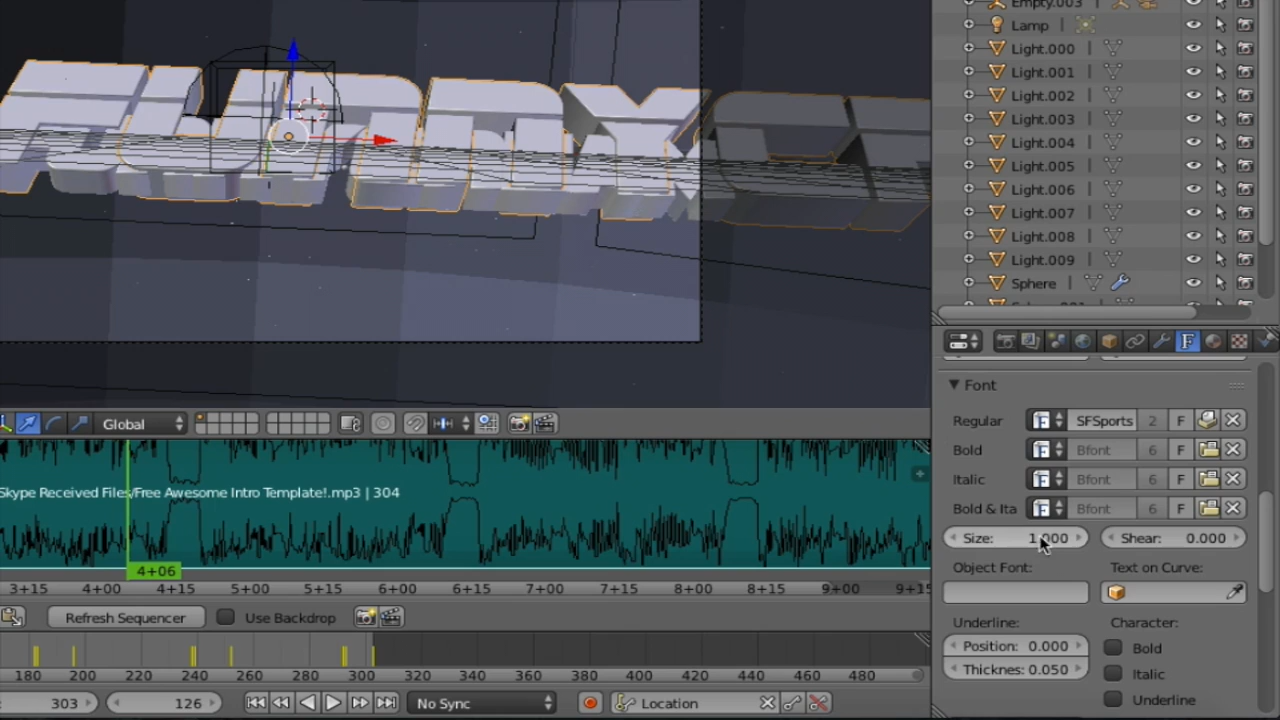 Empty.003
Lamp
Light.000
Light.001
Light.002
Light.003
Light.004
Light.005
Light.006
Light.007
Light.008
Light.009
Sphere
Font
Regular SFSports 2 F
Bold Bfont 6 F
Italic Bfont 6 F
Bold & Ita Bfont 6 F
Size: 1.000 Shear: 0.000
Object Font: Text on Curve:
Underline: Character:
Position: 0.000 Bold
Thicknes: 0.050 Italic
Underline
Global
Skype Received Files/Free Awesome Intro Template!.mp3 | 304
4+06
3+15 4+00 4+15 5+00 5+15 6+00 6+15 7+00 7+15 8+00 8+15 9+00 9+15
Refresh Sequencer Use Backdrop
180 200 220 240 260 280 300 320 340 360 380 400 420 440 460 480
303 126 No Sync Location